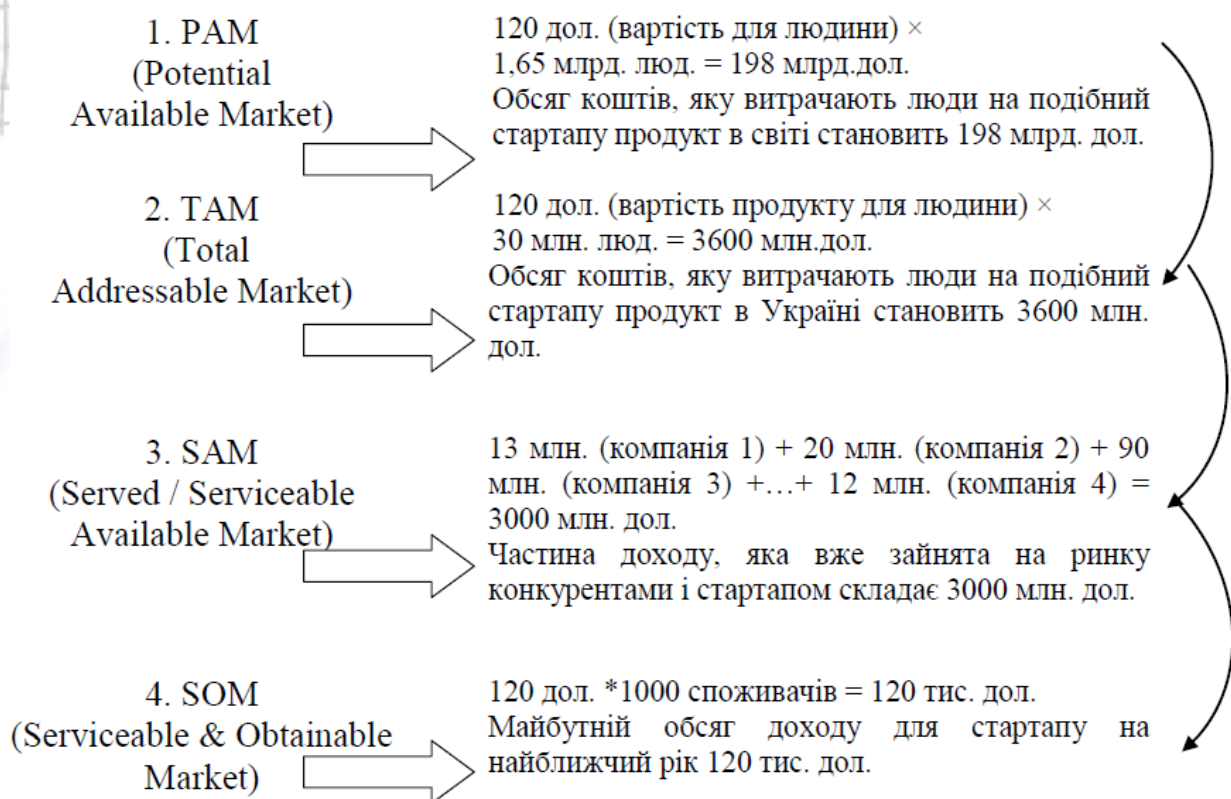 1. PAM
(Potential
Available Market)
120 дол. (вартість для людини) ×
1,65 млрд. люд. = 198 млрд.дол.
Обсяг коштів, яку витрачають люди на подібний
стартапу продукт в світі становить 198 млрд. дол.
2. TAM
(Total
Addressable Market)
120 дол. (вартість продукту для людини) ×
30 млн. люд. = 3600 млн.дол.
Обсяг коштів, яку витрачають люди на подібний
стартапу продукт в Україні становить 3600 млн.
дол.
3. SAM
(Served / Serviceable
Available Market)
13 млн. (компанія 1) + 20 млн. (компанія 2) + 90
млн. (компанія 3) +…+ 12 млн. (компанія 4) =
3000 млн. дол.
Частина доходу, яка вже зайнята на ринку
конкурентами і стартапом складає 3000 млн. дол.
4. SOM
(Serviceable & Obtainable
Market)
120 дол. *1000 споживачів = 120 тис. дол.
Майбутній обсяг доходу для стартапу на
найближчий рік 120 тис. дол.